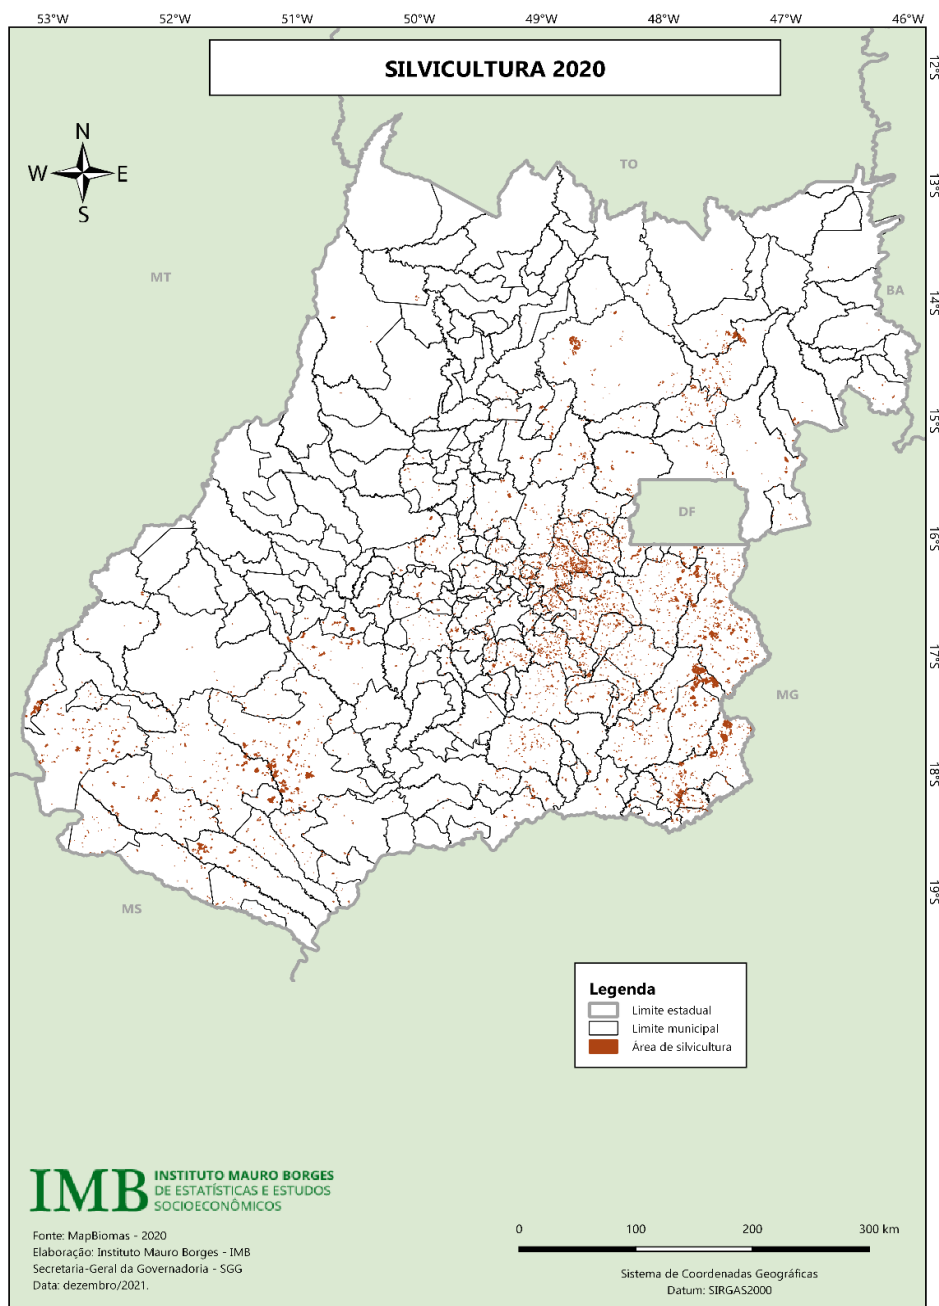 53°W 52°W 51°W 50°W 49°W 48°W 47°W 46°W
SILVICULTURA 2020
12°S
N
W E
S
TO
13°S
MT
BA
14°S
15°S
DF
16°S
17°S
MG
18°S
MS
19°S
Legenda
Limite estadual
Limite municipal
Área de silvicultura
IMB
INSTITUTO MAURO BORGES
DE ESTATÍSTICAS E ESTUDOS
SOCIOECONÔMICOS
Fonte: MapBiomas - 2020
Elaboração: Instituto Mauro Borges - IMB
Secretaria-Geral da Governadoria - SGG
Data: dezembro/2021.
0 100 200 300 km
Sistema de Coordenadas Geográficas
Datum: SIRGAS2000